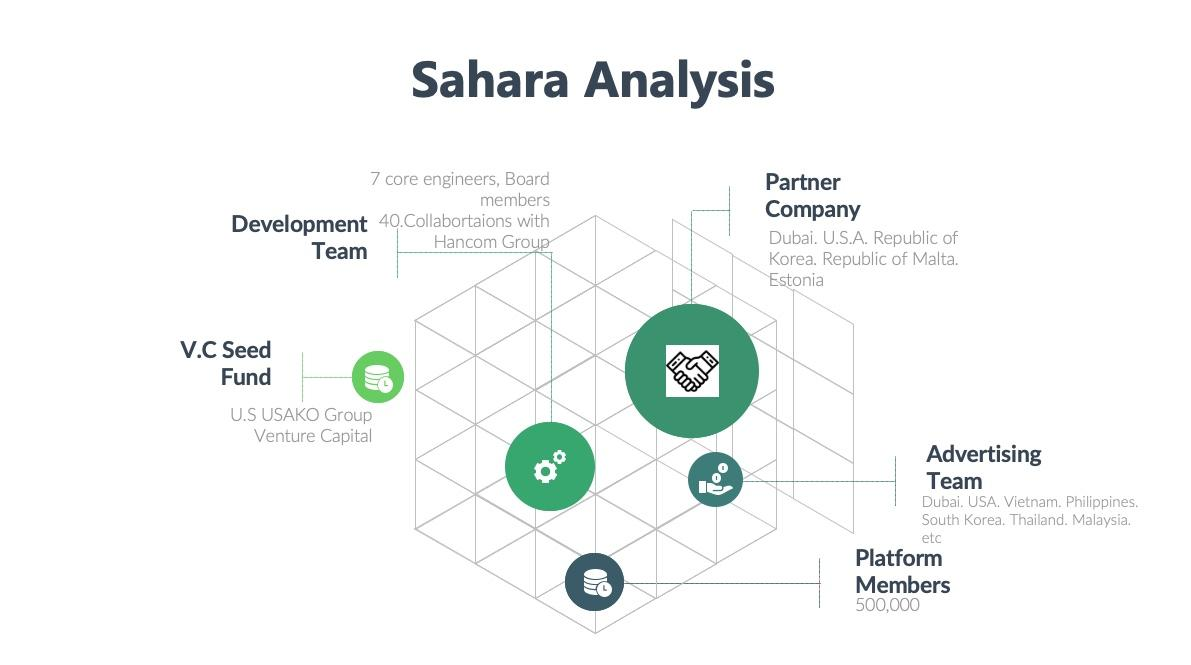 Sahara Analysis
7 core engineers, Board
members
40.Collabortaions with
Hancom Group
Development
Team
Partner
Company
Dubai. U.S.A. Republic of
Korea. Republic of Malta.
Estonia
V.C Seed
Fund
U.S USAKO Group
Venture Capital
Advertising
Team
Dubai. USA. Vietnam. Philippines.
South Korea. Thailand. Malaysia.
etc
Platform
Members
500,000